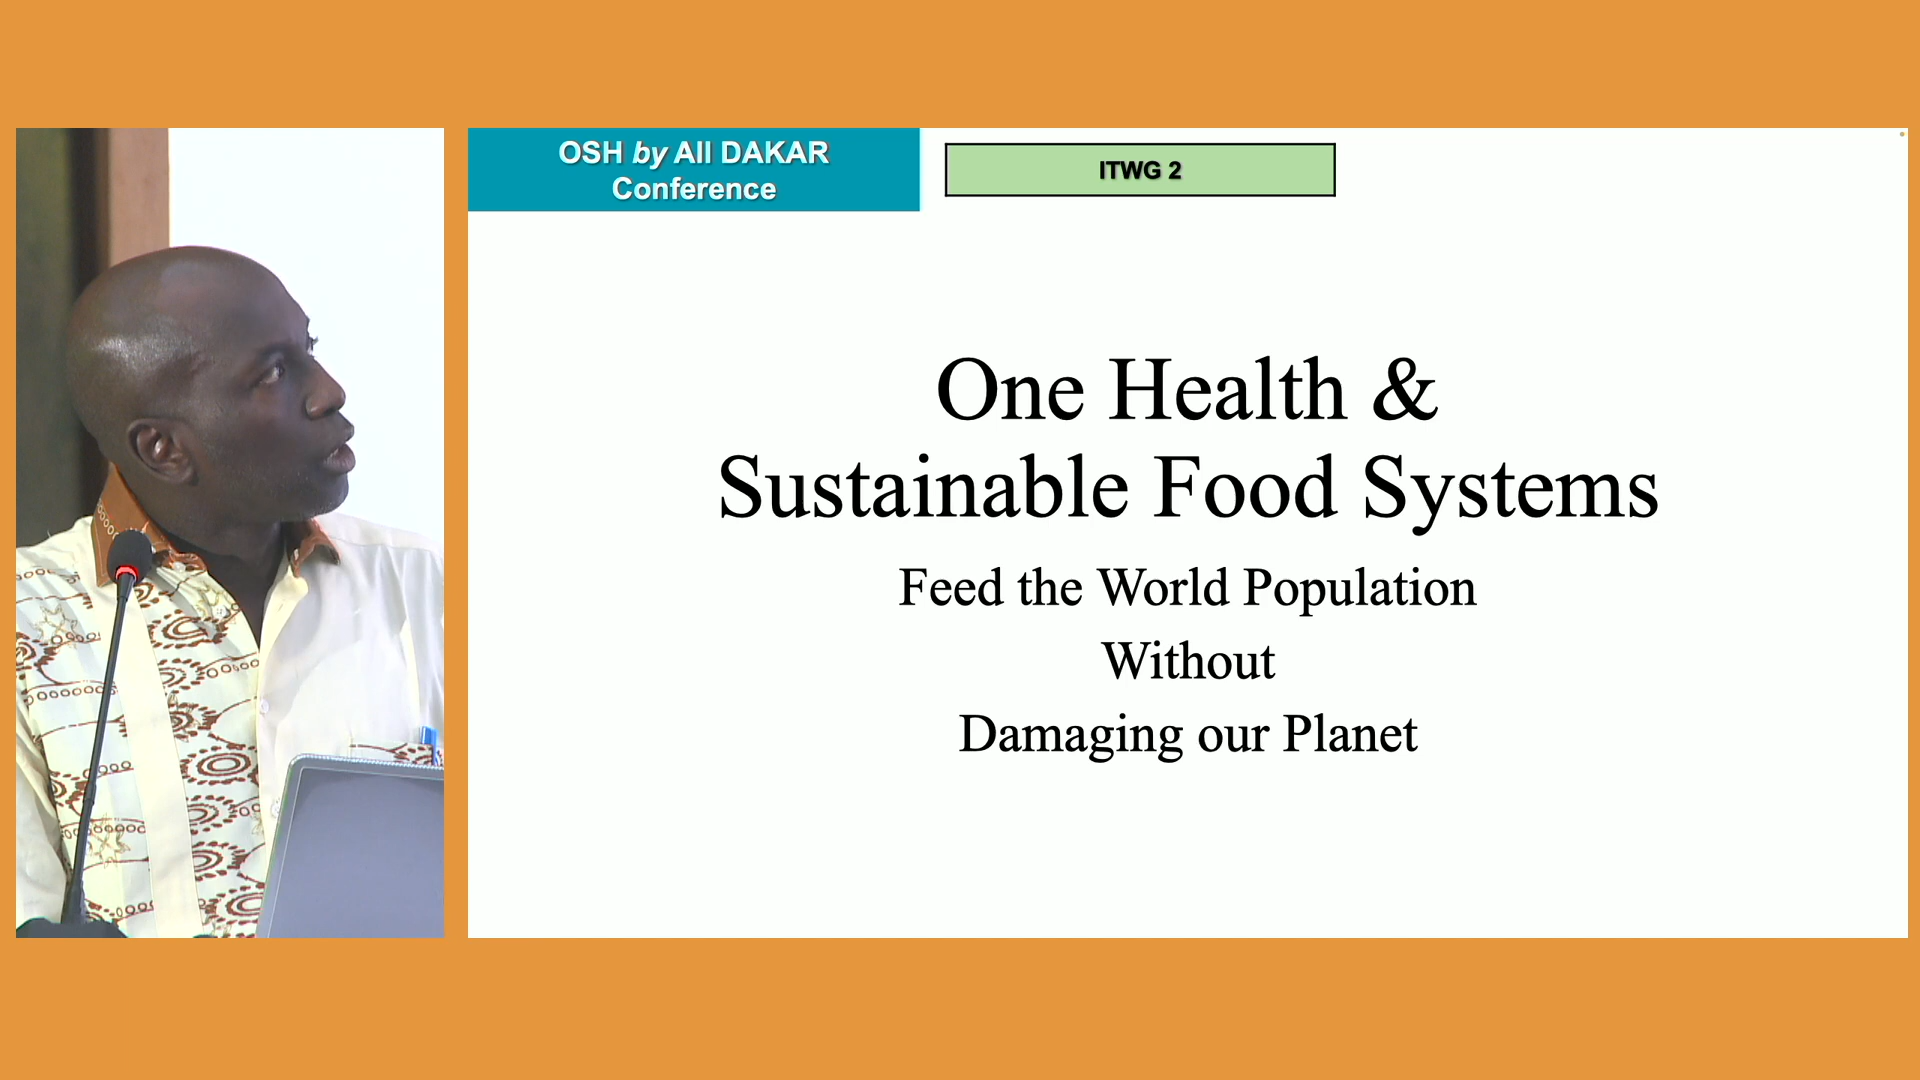 OSH by All DAKAR
Conference
ITWG 2
One Health &
Sustainable Food Systems
Feed the World Population
Without
Damaging our Planet